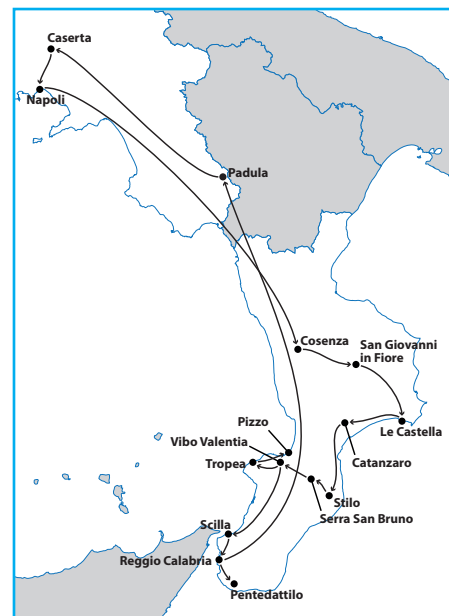 Caserta
Napoli
Padula
Cosenza
San Giovanni
in Fiore
Le Castella
Pizzo
Vibo Valentia
Tropea
Catanzaro
Stilo
Serra San Bruno
Scilla
Reggio Calabria
Pentedattilo